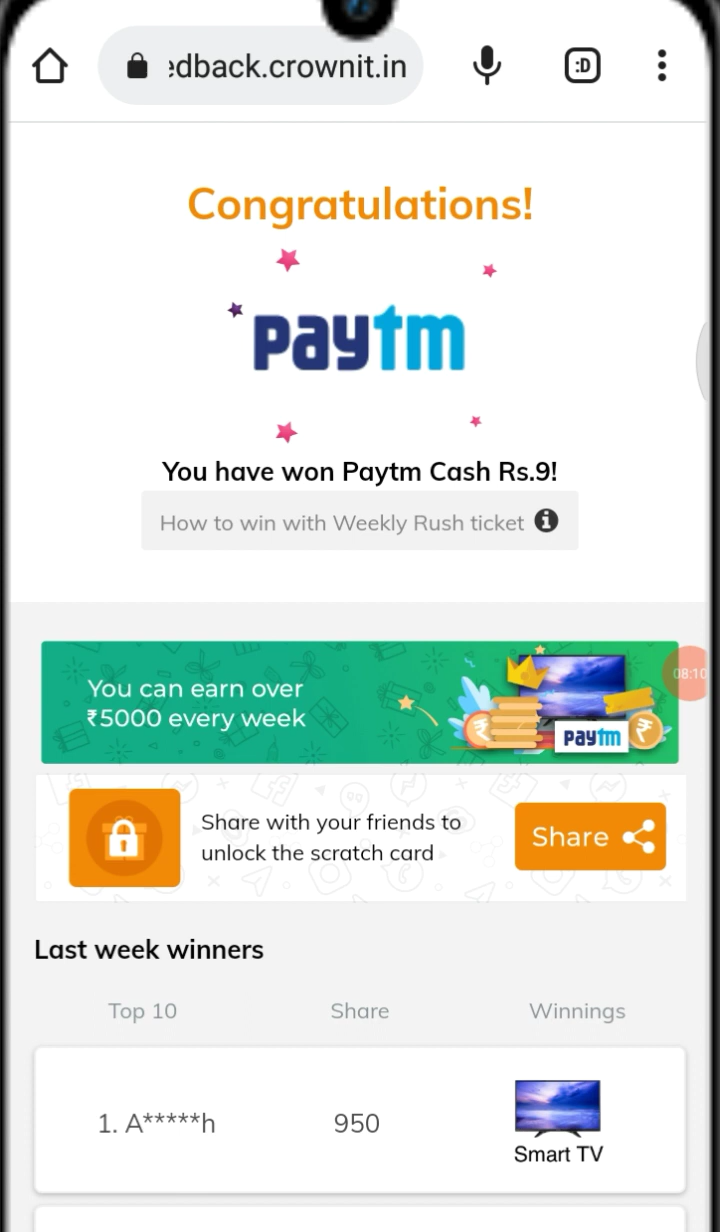 edback.crownit.in
:D
Congratulations!
paytm
You have won Paytm Cash Rs.9!
How to win with Weekly Rush ticket
You can earn over
₹5000 every week
paytm
08:10
Share with your friends to
unlock the scratch card
Share
Last week winners
Top 10 Share Winnings
1. A*****h 950
Smart TV